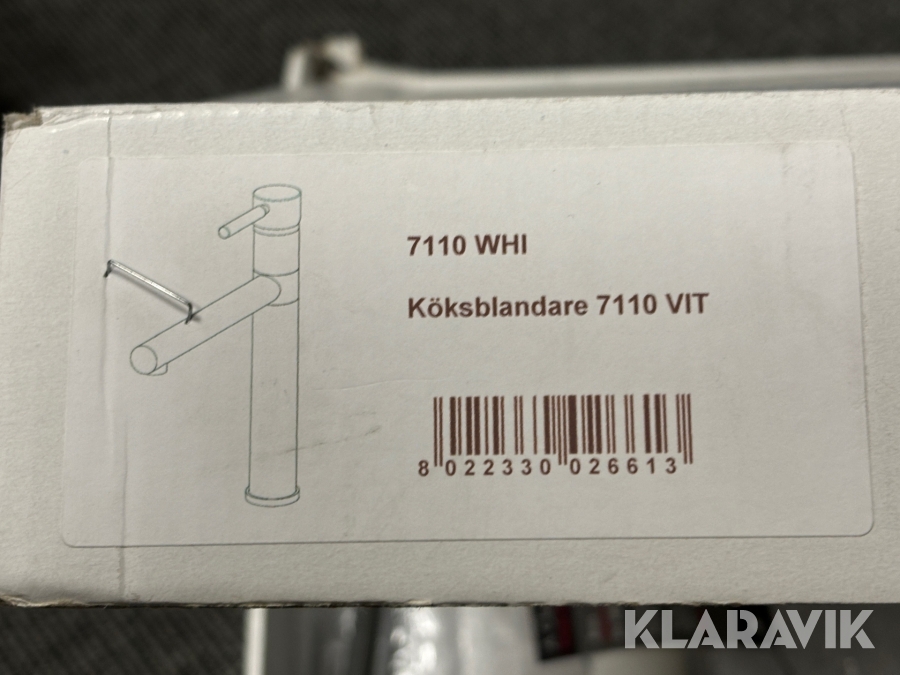 7110 WHI
Köksblandare 7110 VIT
8 022330 026613
KLARAVIK